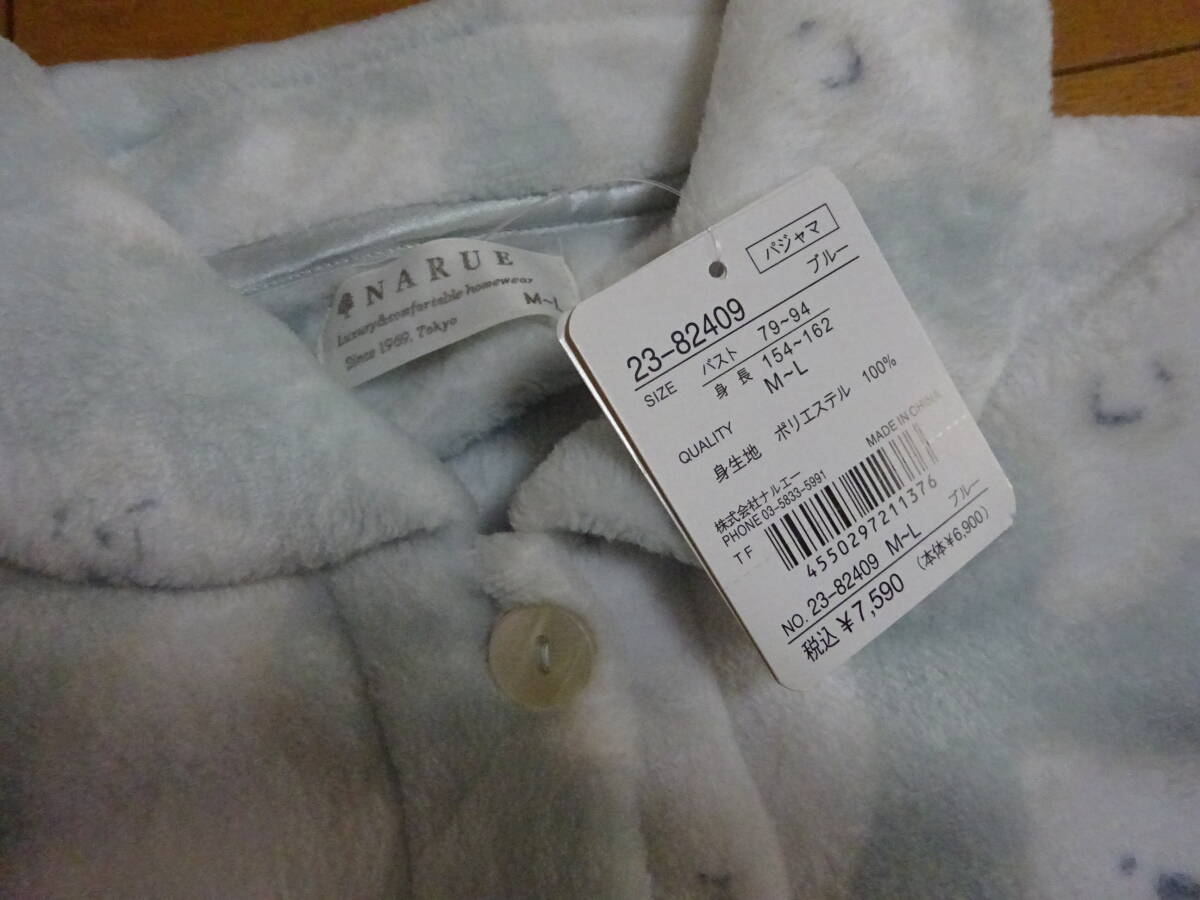 NARUE
Luxury&comfortable homewear
Since 1969. Tokyo
M~L
パジャマ
23-82409 ブルー
SIZE バスト 79~94
身長 154~162
M~L
QUALITY
身生地 ポリエステル 100%
MADE IN CHINA
株式会社ナルエー
PHONE 03-5833-5991
TF
4550297211376
NO. 23-82409 M~L ブルー
税込 ¥7,590 (本体¥6,900)